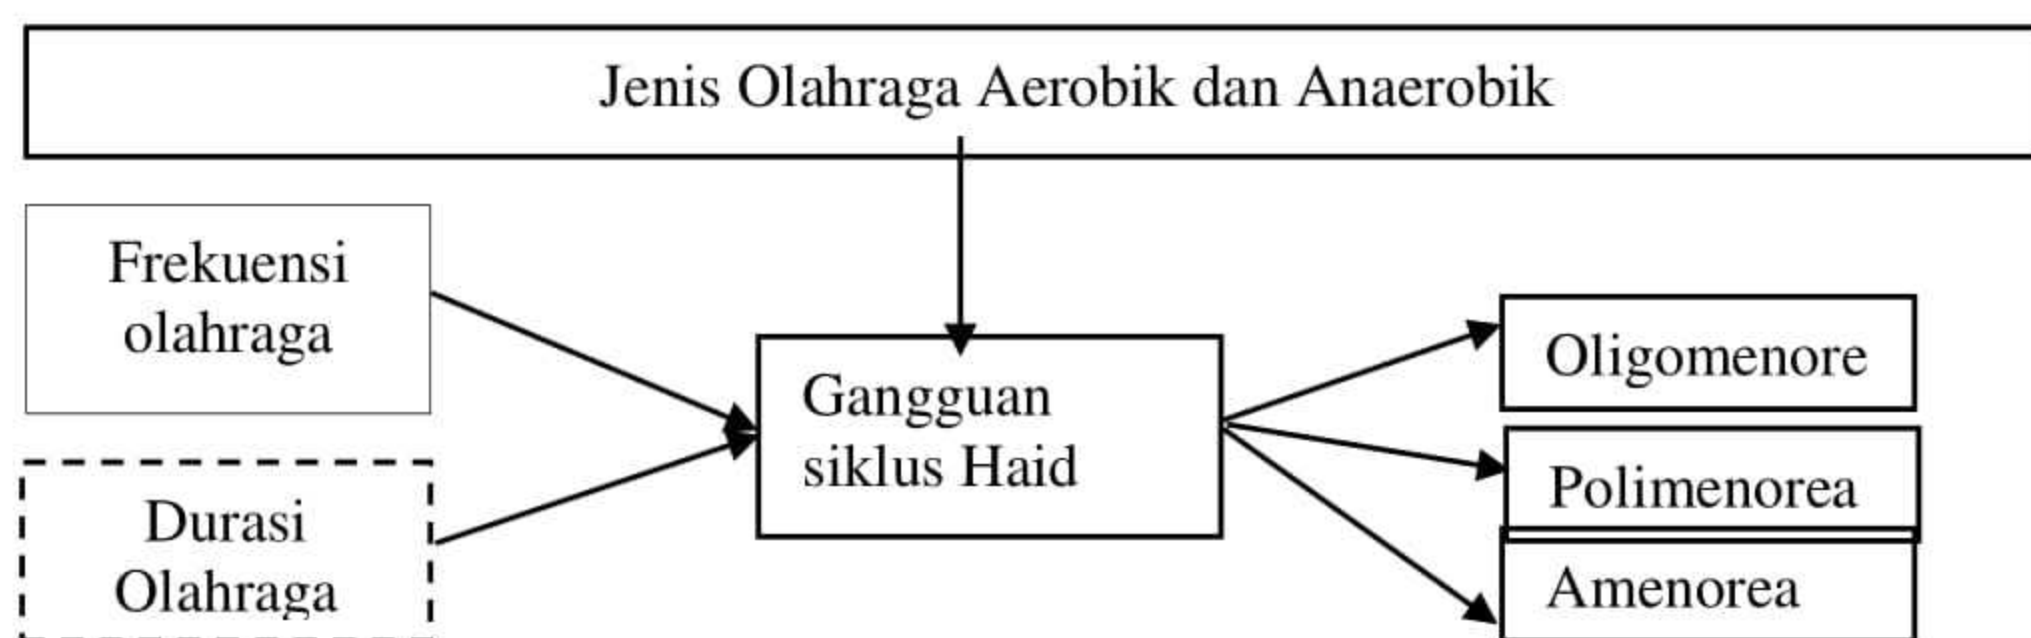 Jenis Olahraga Aerobik dan Anaerobik
Frekuensi
olahraga
Durasi
Olahraga
Gangguan
siklus Haid
Oligomenore
Polimenorea
Amenorea